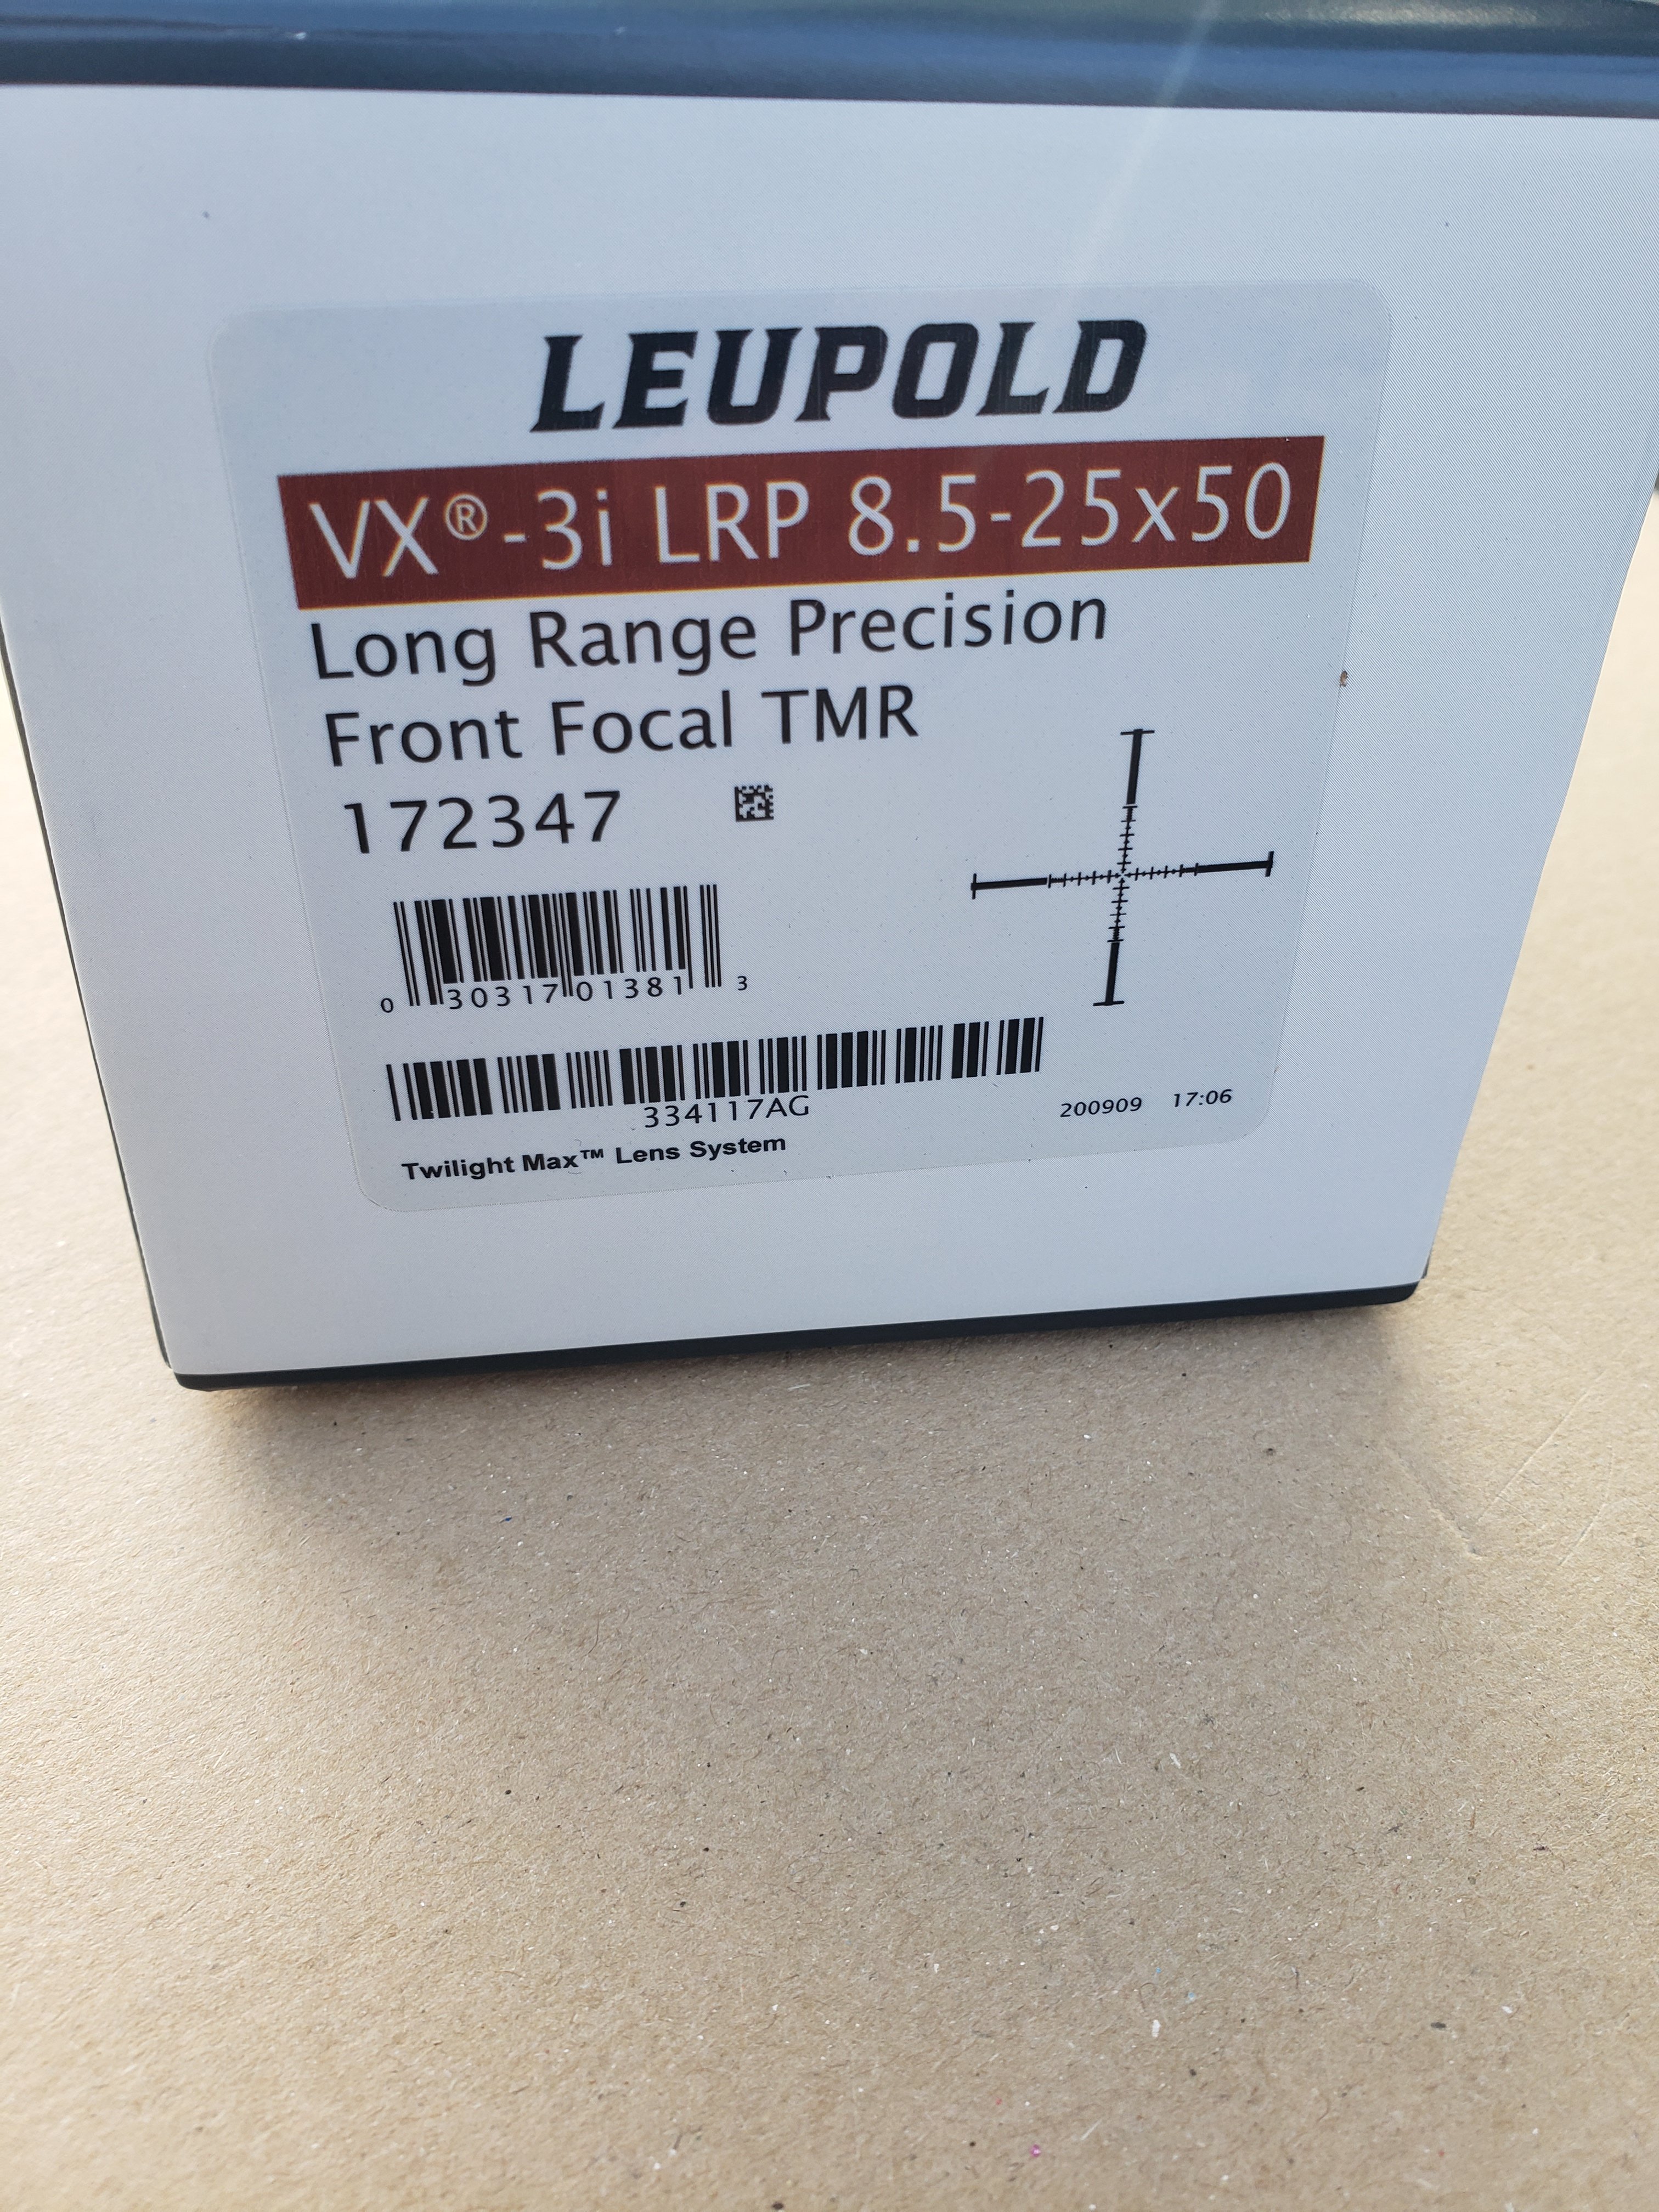 LEUPOLD
VX®-3i LRP 8.5-25x50
Long Range Precision
Front Focal TMR
172347
0 30317 01381 3
334117AG
200909 17:06
Twilight Max™ Lens System